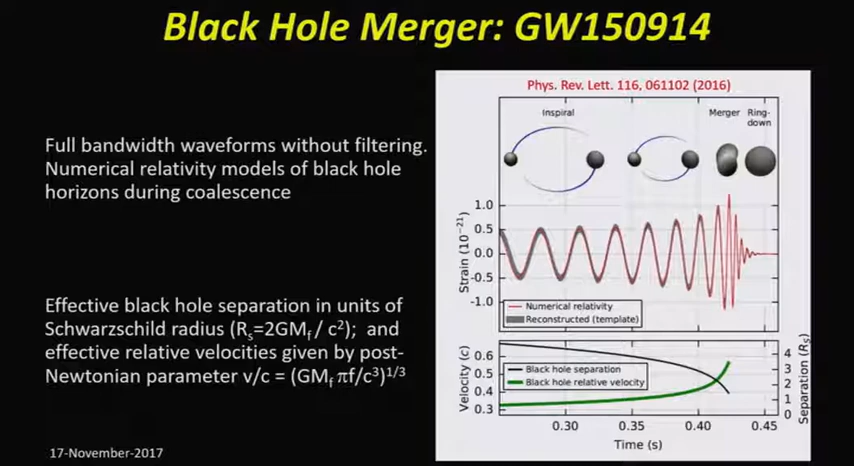 Black Hole Merger: GW150914
Phys. Rev. Lett. 116, 061102 (2016)
Inspiral
Merger Ring-
down
Full bandwidth waveforms without filtering.
Numerical relativity models of black hole
horizons during coalescence
Strain (10⁻²¹)
1.0
0.5
0.0
-0.5
-1.0
Numerical relativity
Reconstructed (template)
Effective black hole separation in units of
Schwarzschild radius (Rₛ=2GM_f / c²); and
effective relative velocities given by post-
Newtonian parameter v/c = (GM_f πf/c³)¹/³
Velocity (c)
0.6
0.5
0.4
0.3
Black hole separation
Black hole relative velocity
4
3
2
1
0
Separation (Rₛ)
0.30 0.35 0.40 0.45
Time (s)
17-November-2017